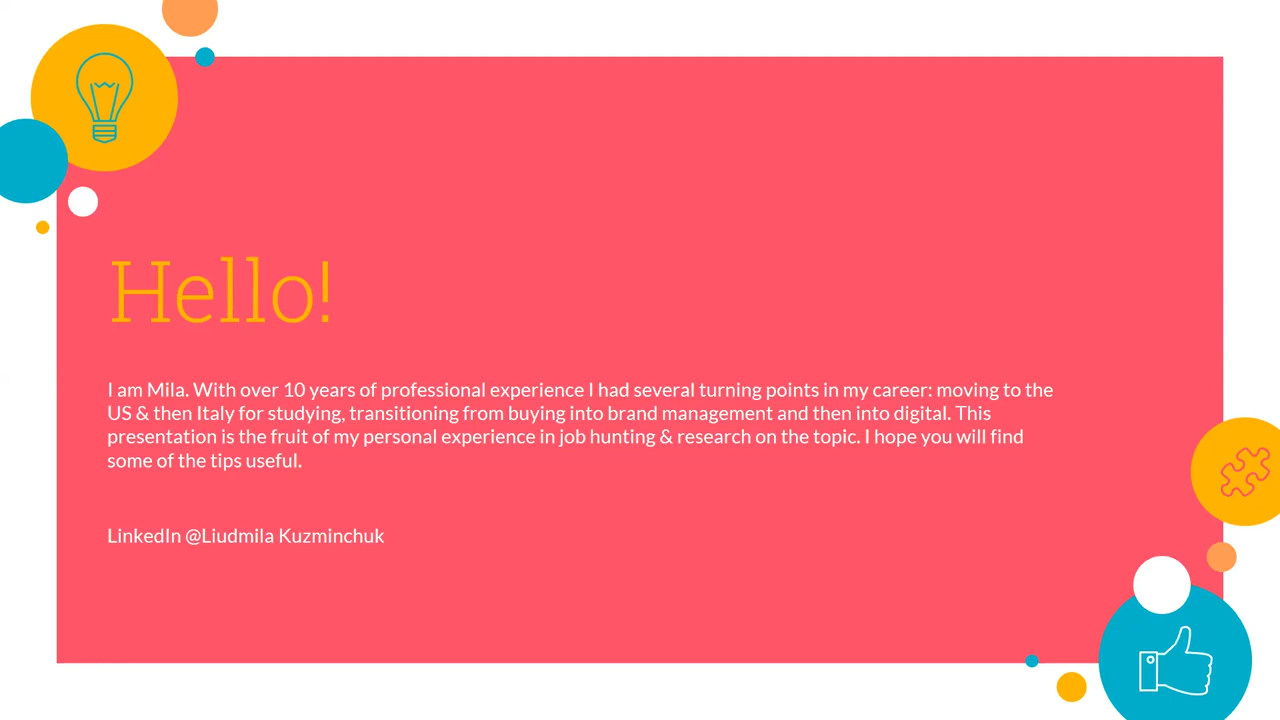 Hello!
I am Mila. With over 10 years of professional experience I had several turning points in my career: moving to the
US & then Italy for studying, transitioning from buying into brand management and then into digital. This
presentation is the fruit of my personal experience in job hunting & research on the topic. I hope you will find
some of the tips useful.
LinkedIn @Liudmila Kuzminchuk